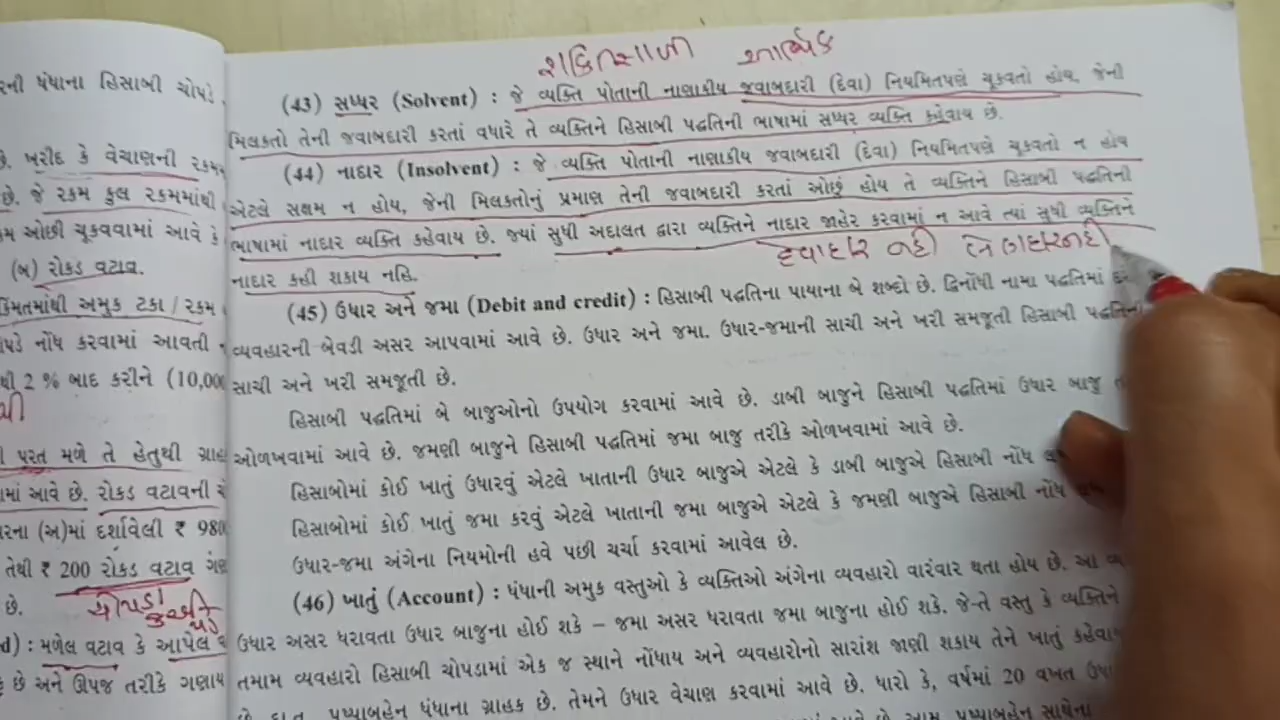 રની ધંધાના હિસાબી ચોપડે
છે. ખરીદ કે વેચાણની રકમ
છે. જે રકમ કુલ રકમમાંથી
મ ઓછી ચૂકવવામાં આવે કે
(બ) રોકડ વટાવ.
કિંમતમાંથી અમુક ટકા / રકમ
પડે નોંધ કરવામાં આવતી
થી 2 % બાદ કરીને (10,000
પરત મળે તે હેતુથી ગ્રાહ
માં આવે છે. રોકડ વટાવની
રના (અ)માં દર્શાવેલી ₹ 980
તેથી ₹ 200 રોકડ વટાવ ગણ
છે.
ચોપડા
d) : મળેલ વટાવ કે આપેલ વ
છે અને ઊપજ તરીકે ગણાય
શક્તિશાળી આર્થિક
(43) સધ્ધર (Solvent) : જે વ્યક્તિ પોતાની નાણાકીય જવાબદારી (દેવા) નિયમિતપણે ચૂકવતો હોય, જેની
મિલકતો તેની જવાબદારી કરતાં વધારે તે વ્યક્તિને હિસાબી પદ્ધતિની ભાષામાં સધ્ધર વ્યક્તિ કહેવાય છે.
(44) નાદાર (Insolvent) : જે વ્યક્તિ પોતાની નાણાકીય જવાબદારી (દેવા) નિયમિતપણે ચૂકવતો ન હોય
એટલે સક્ષમ ન હોય, જેની મિલકતોનું પ્રમાણ તેની જવાબદારી કરતાં ઓછું હોય તે વ્યક્તિને હિસાબી પદ્ધતિની
ભાષામાં નાદાર વ્યક્તિ કહેવાય છે. જ્યાં સુધી અદાલત દ્વારા વ્યક્તિને નાદાર જાહેર કરવામાં ન આવે ત્યાં સુધી વ્યક્તિને
નાદાર કહી શકાય નહિ.
દેવાદાર નહી લેણદારનહી
(45) ઉધાર અને જમા (Debit and credit) : હિસાબી પદ્ધતિના પાયાના બે શબ્દો છે. દ્વિનોંધી નામા પદ્ધતિમાં
વ્યવહારની બેવડી અસર આપવામાં આવે છે. ઉધાર અને જમા. ઉધાર-જમાની સાચી અને ખરી સમજૂતી હિસાબી પદ્ધતિની
સાચી અને ખરી સમજૂતી છે.
હિસાબી પદ્ધતિમાં બે બાજુઓનો ઉપયોગ કરવામાં આવે છે. ડાબી બાજુને હિસાબી પદ્ધતિમાં ઉધાર બાજુ
ઓળખવામાં આવે છે. જમણી બાજુને હિસાબી પદ્ધતિમાં જમા બાજુ તરીકે ઓળખવામાં આવે છે.
હિસાબોમાં કોઈ ખાતું ઉધારવું એટલે ખાતાની ઉધાર બાજુએ એટલે કે ડાબી બાજુએ હિસાબી નોંધ
હિસાબોમાં કોઈ ખાતું જમા કરવું એટલે ખાતાની જમા બાજુએ એટલે કે જમણી બાજુએ હિસાબી નોંધ
ઉધાર-જમા અંગેના નિયમોની હવે પછી ચર્ચા કરવામાં આવેલ છે.
(46) ખાતું (Account) : ધંધાની અમુક વસ્તુઓ કે વ્યક્તિઓ અંગેના વ્યવહારો વારંવાર થતા હોય છે. આ
ઉધાર અસર ધરાવતા ઉધાર બાજુના હોઈ શકે – જમા અસર ધરાવતા જમા બાજુના હોઈ શકે. જે-તે વસ્તુ કે વ્યક્તિને
તમામ વ્યવહારો હિસાબી ચોપડામાં એક જ સ્થાને નોંધાય અને વ્યવહારોનો સારાંશ જાણી શકાય તેને ખાતું કહેવા
છે. દા.ત., પુષ્પાબહેન ધંધાના ગ્રાહક છે. તેમને ઉધાર વેચાણ કરવામાં આવે છે. ધારો કે, વર્ષમાં 20 વખત ઉધા
આવે છે. આમ પુષ્પાબહેન સાથેના